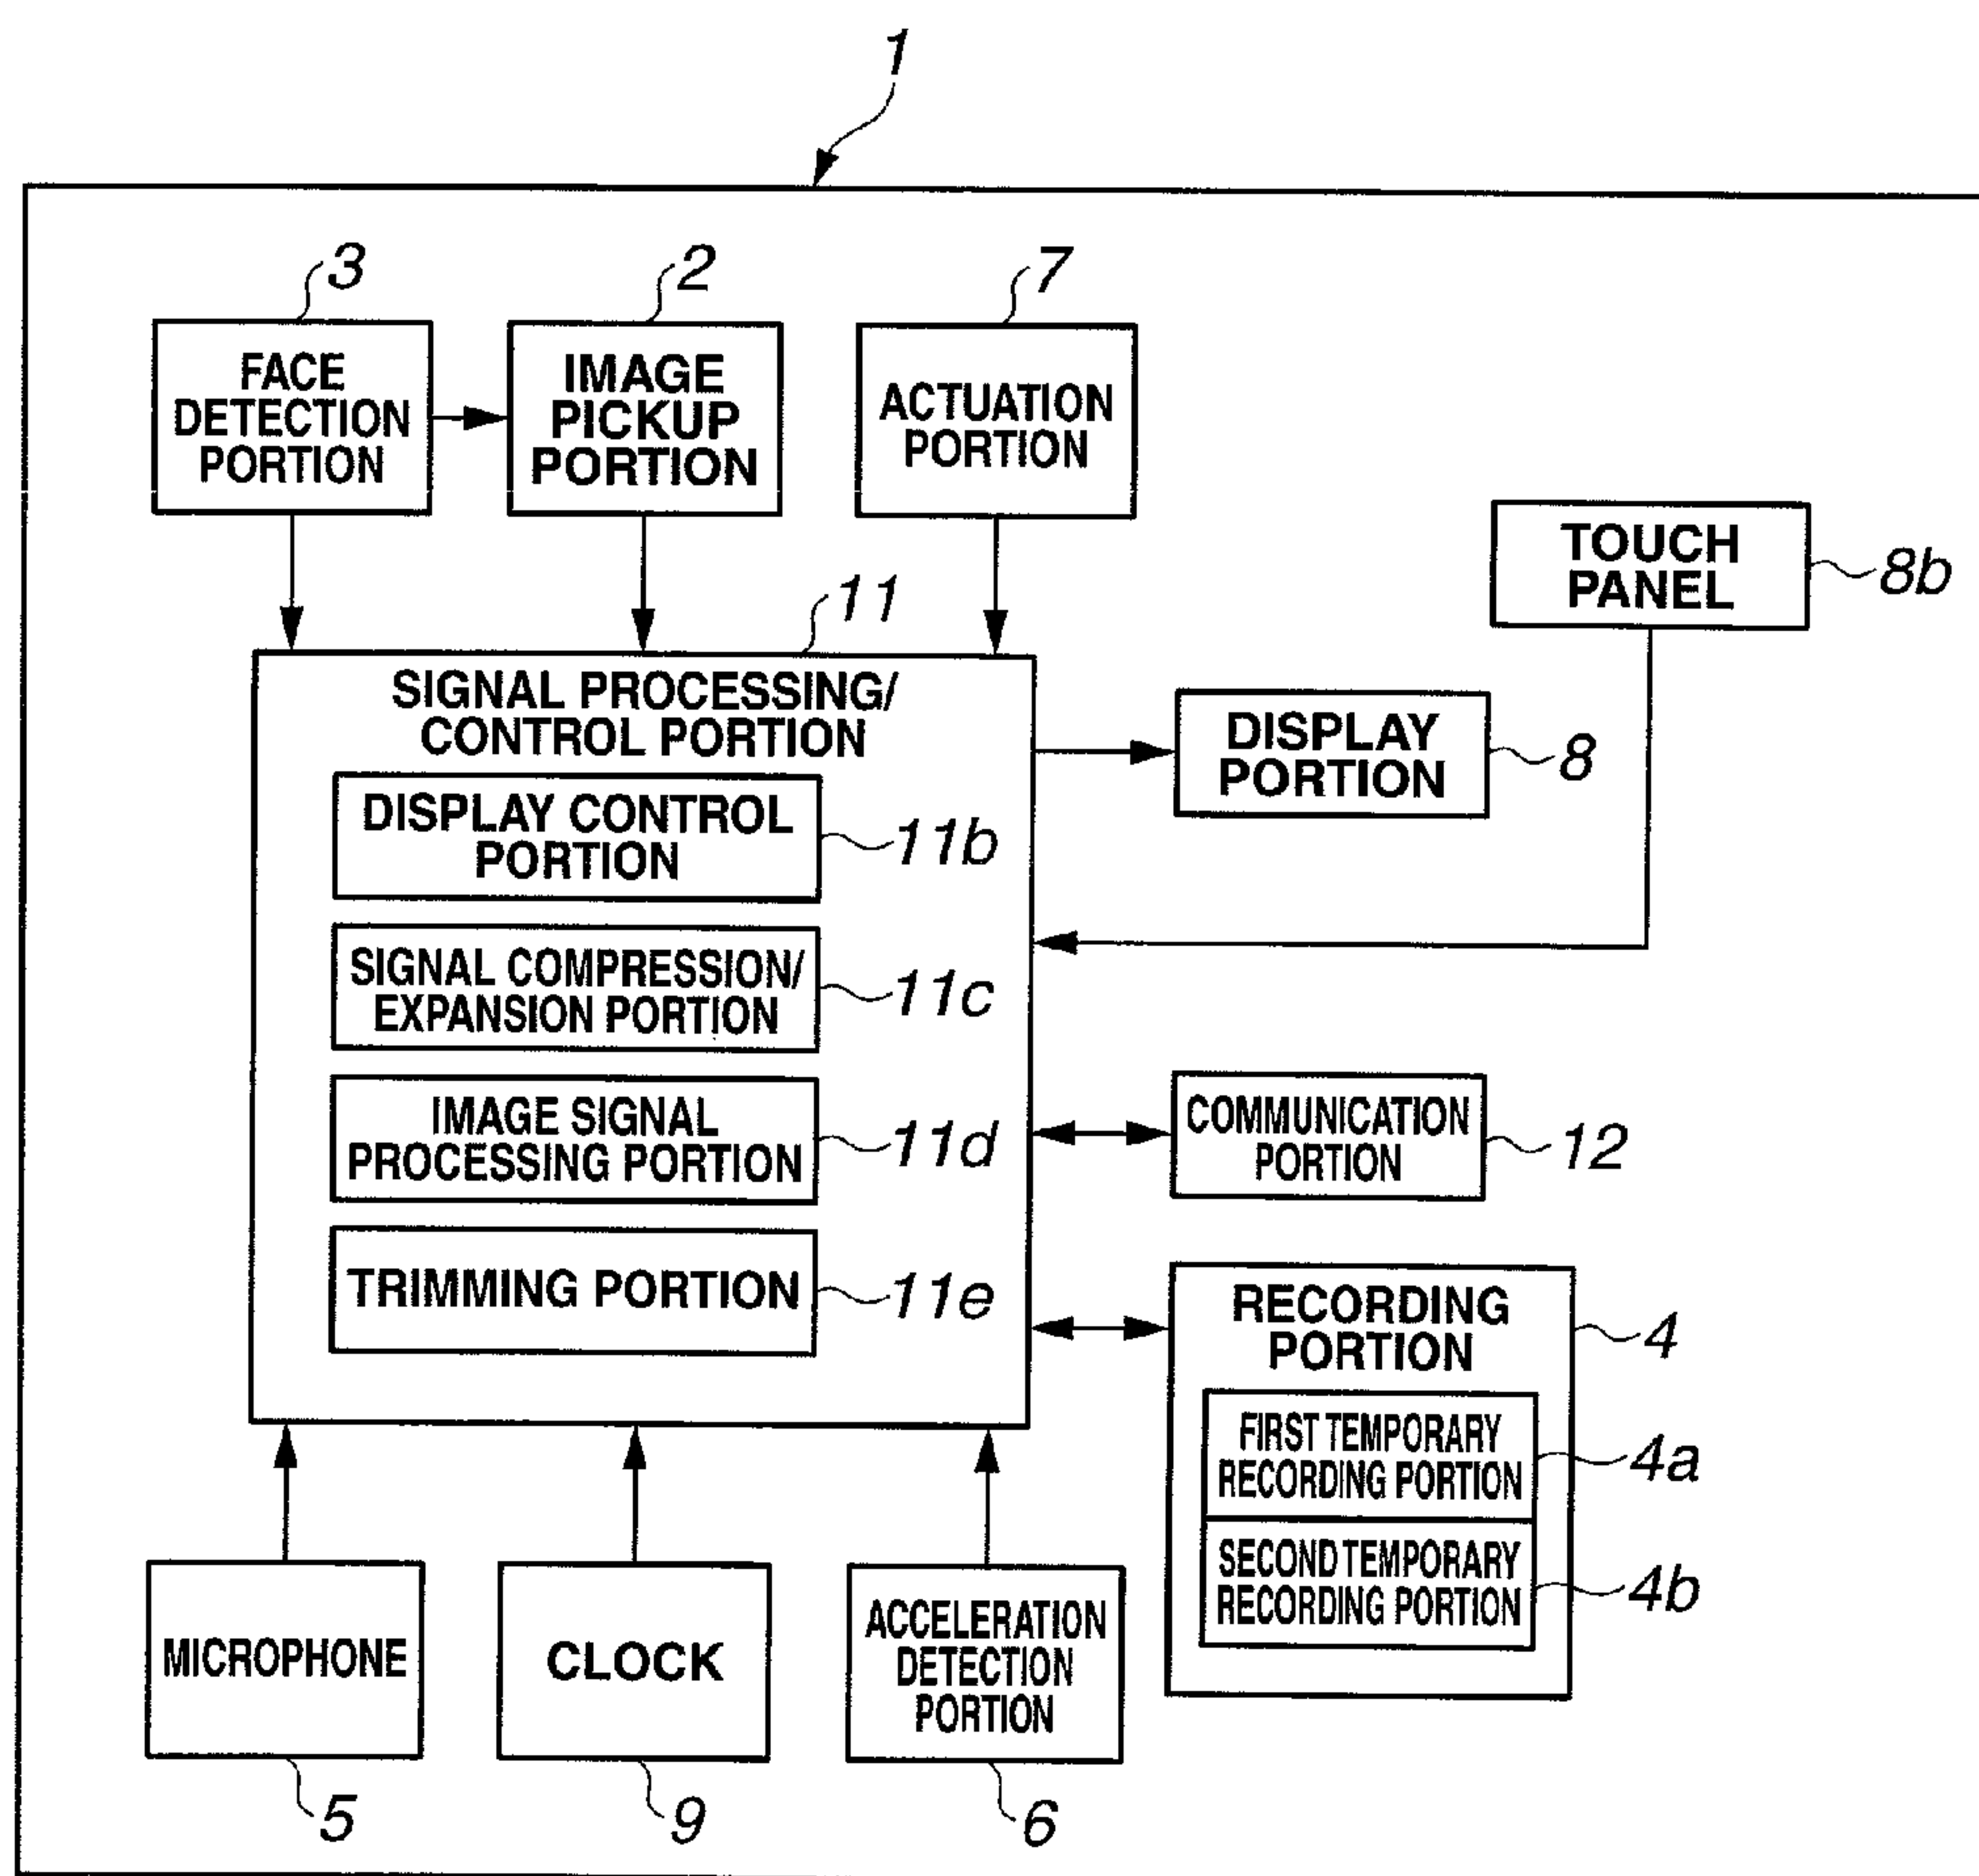 1
3
2
7
FACE
DETECTION
PORTION
IMAGE
PICKUP
PORTION
ACTUATION
PORTION
TOUCH
PANEL
8b
11
SIGNAL PROCESSING/
CONTROL PORTION
DISPLAY
PORTION
8
DISPLAY CONTROL
PORTION
11b
SIGNAL COMPRESSION/
EXPANSION PORTION
11c
IMAGE SIGNAL
PROCESSING PORTION
11d
COMMUNICATION
PORTION
12
TRIMMING PORTION
11e
RECORDING
PORTION
4
FIRST TEMPORARY
RECORDING PORTION
4a
SECOND TEMPORARY
RECORDING PORTION
4b
MICROPHONE
CLOCK
ACCELERATION
DETECTION
PORTION
5
9
6